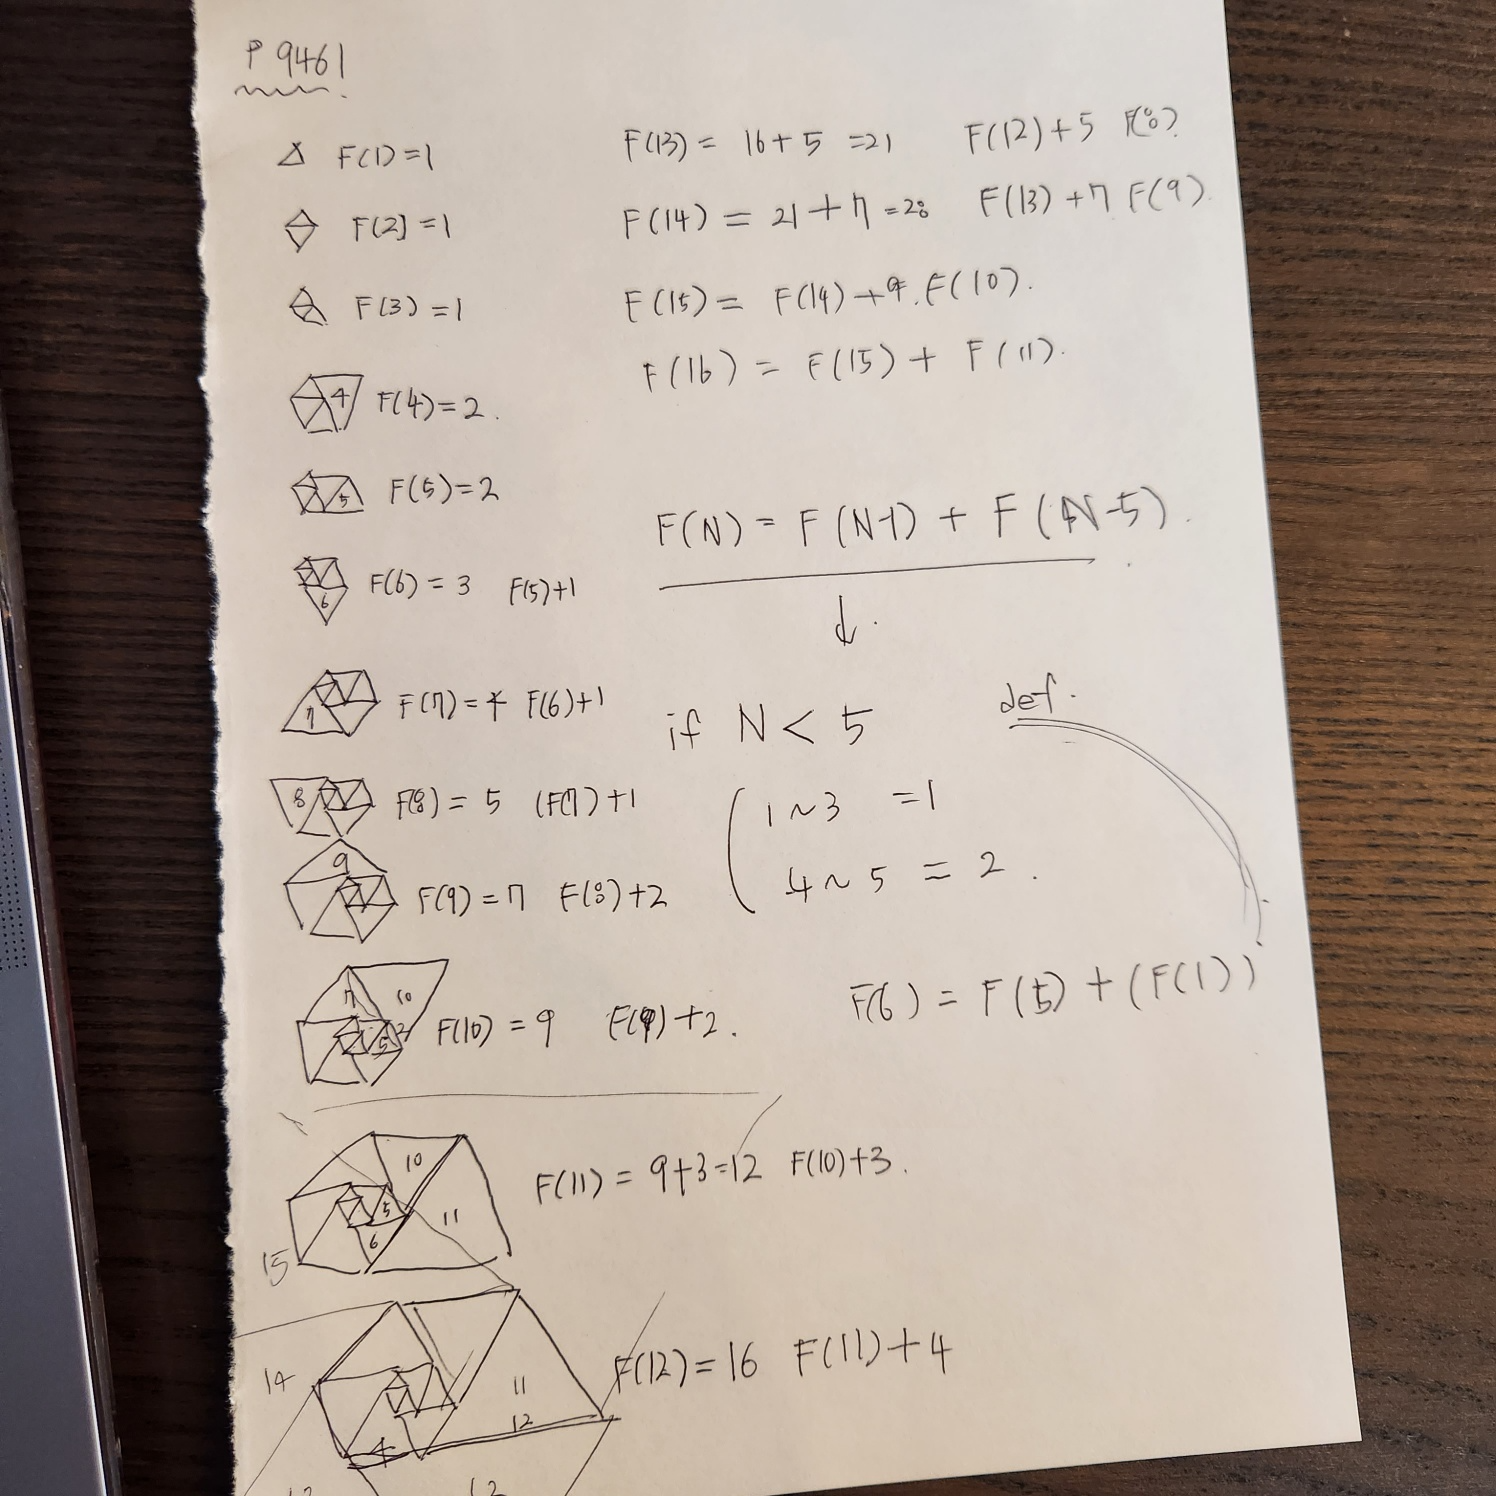 P 9461
F(1)=1
F(2]=1
F(3)=1
4 F(4)=2.
5 F(5)=2
6 F(6)=3 F(5)+1
7 F(7)=4 F(6)+1
8 F(8)=5 (F(7)+1
9 F(9)=7 F(8)+2
7 10 2 5 F(10)=9 F(9)+2.
10 5 6 11 F(11)=9+3=12 F(10)+3.
15
14 11 12 F(12)=16 F(11)+4
4
12
F(13)=16+5=21 F(12)+5 F(8)
F(14)=21+7=28 F(13)+7 F(9).
F(15)=F(14)+9.F(10).
F(16)=F(15)+F(11).
F(N)=F(N-1)+F(N-5).
↓.
if N<5 def.
( 1~3 =1
4~5=2.
F(6)=F(5)+(F(1))